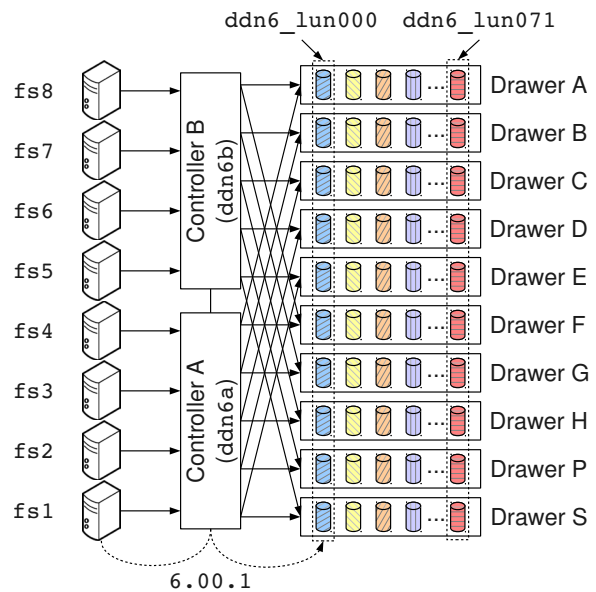 ddn6_lun000 ddn6_lun071
fs8
fs7
fs6
fs5
fs4
fs3
fs2
fs1
Controller B
(ddn6b)
Controller A
(ddn6a)
... Drawer A
... Drawer B
... Drawer C
... Drawer D
... Drawer E
... Drawer F
... Drawer G
... Drawer H
... Drawer P
... Drawer S
6.00.1